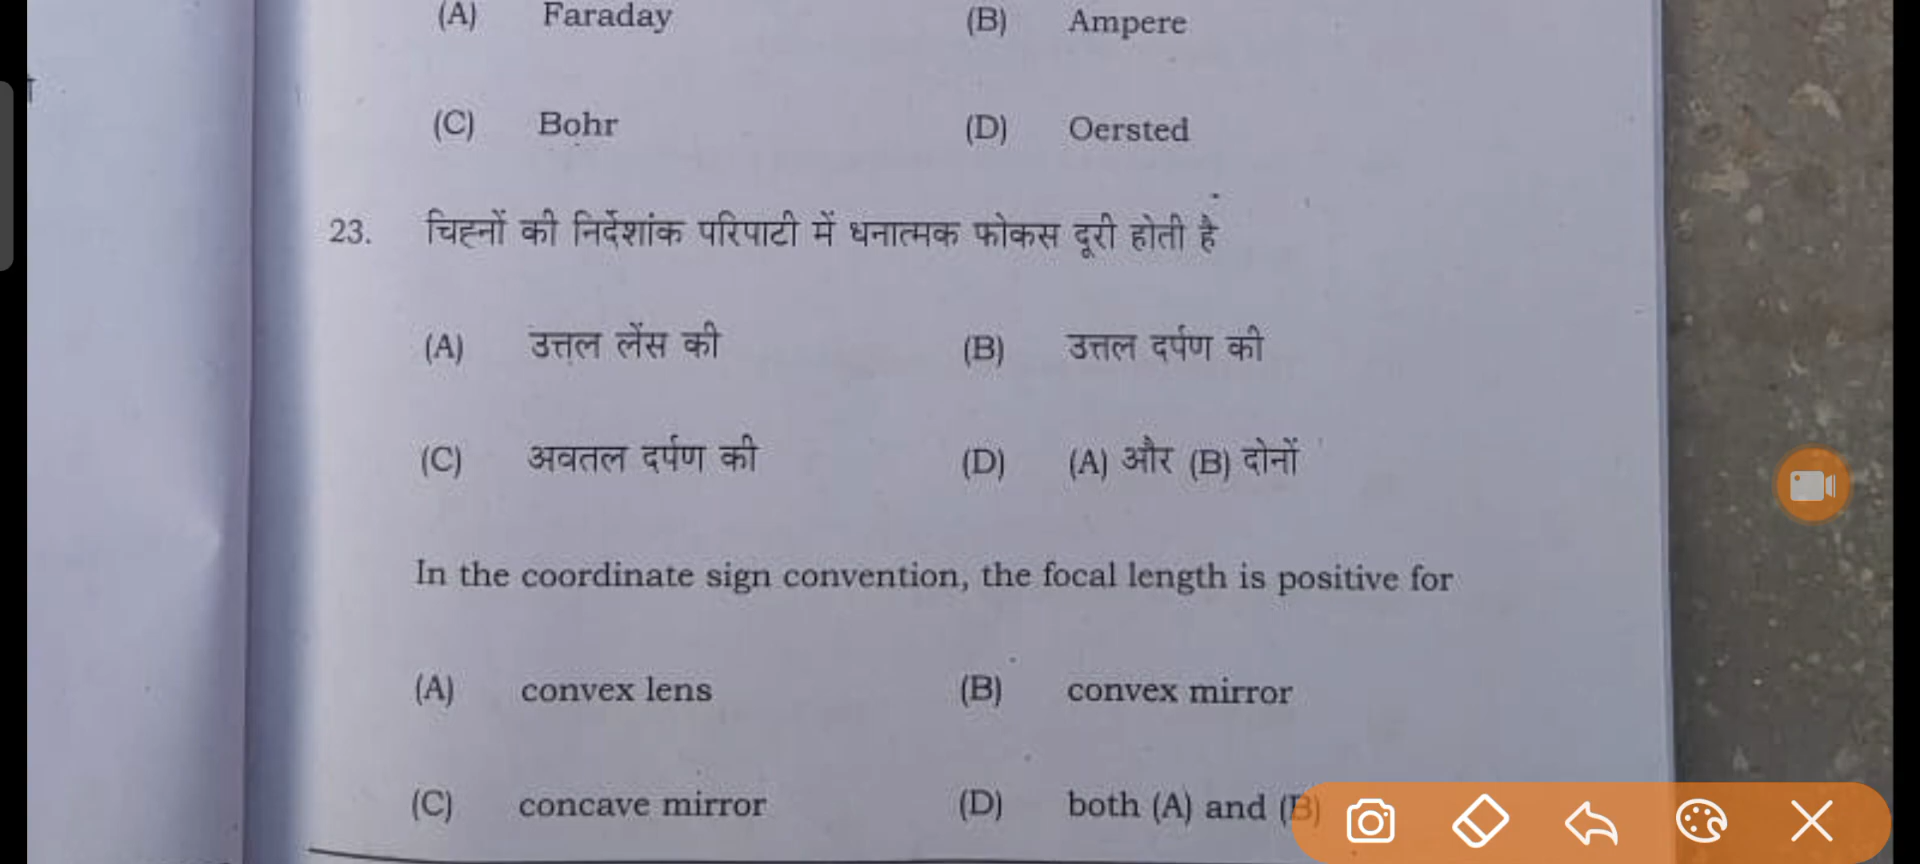 (A) Faraday (B) Ampere
(C) Bohr (D) Oersted
23. चिह्नों की निर्देशांक परिपाटी में धनात्मक फोकस दूरी होती है
(A) उत्तल लेंस की (B) उत्तल दर्पण की
(C) अवतल दर्पण की (D) (A) और (B) दोनों
In the coordinate sign convention, the focal length is positive for
(A) convex lens (B) convex mirror
(C) concave mirror (D) both (A) and (B)